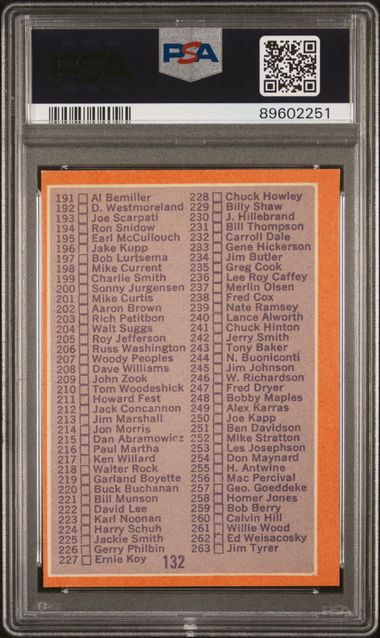 PSA
PSA
89602251
191 Al Bemiller
192 D. Westmoreland
193 Joe Scarpati
194 Ron Snidow
195 Earl McCullouch
196 Jake Kupp
197 Bob Lurtsema
198 Mike Current
199 Charlie Smith
200 Sonny Jurgensen
201 Mike Curtis
202 Aaron Brown
203 Rich Petitbon
204 Walt Suggs
205 Roy Jefferson
206 Russ Washington
207 Woody Peoples
208 Dave Williams
209 John Zook
210 Tom Woodeshick
211 Howard Fest
212 Jack Concannon
213 Jim Marshall
214 Jon Morris
215 Dan Abramowicz
216 Paul Martha
217 Ken Willard
218 Walter Rock
219 Garland Boyette
220 Buck Buchanan
221 Bill Munson
222 David Lee
223 Karl Noonan
224 Harry Schuh
225 Jackie Smith
226 Gerry Philbin
227 Ernie Koy
228 Chuck Howley
229 Billy Shaw
230 J. Hillebrand
231 Bill Thompson
232 Carroll Dale
233 Gene Hickerson
234 Jim Butler
235 Greg Cook
236 Lee Roy Caffey
237 Merlin Olsen
238 Fred Cox
239 Nate Ramsey
240 Lance Alworth
241 Chuck Hinton
242 Jerry Smith
243 Tony Baker
244 N. Buoniconti
245 Jim Johnson
246 W. Richardson
247 Fred Dryer
248 Bobby Maples
249 Alex Karras
250 Joe Kapp
251 Ben Davidson
252 Mike Stratton
253 Les Josephson
254 Don Maynard
255 H. Antwine
256 Mac Percival
257 Geo. Goeddeke
258 Homer Jones
259 Bob Berry
260 Calvin Hill
261 Willie Wood
262 Ed Weisacosky
263 Jim Tyrer
132